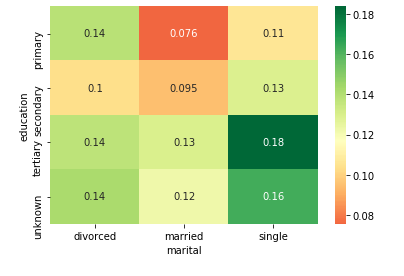 education
primary
secondary
tertiary
unknown
0.14 0.076 0.11
0.1 0.095 0.13
0.14 0.13 0.18
0.14 0.12 0.16
divorced married single
marital
0.18
0.16
0.14
0.12
0.10
0.08